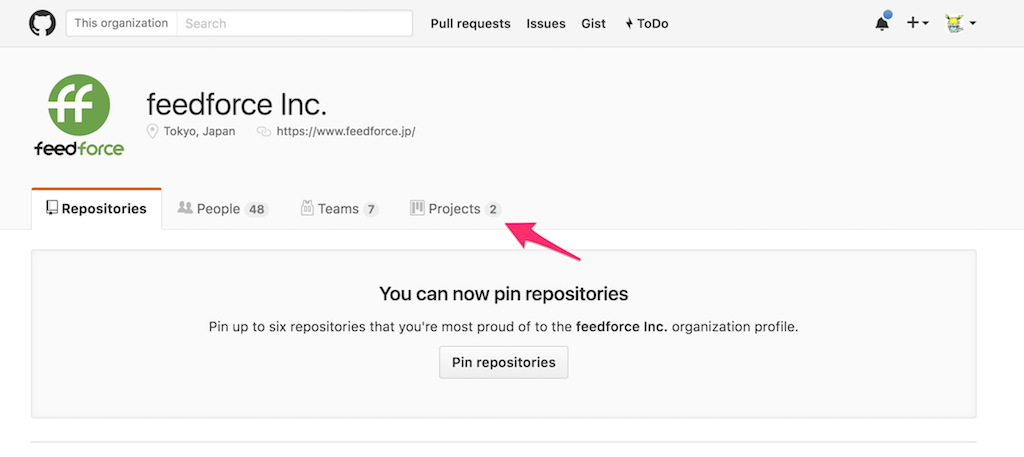 This organization Search Pull requests Issues Gist ToDo
ff
feedforce
feedforce Inc.
Tokyo, Japan https://www.feedforce.jp/
Repositories People 48 Teams 7 Projects 2
You can now pin repositories
Pin up to six repositories that you're most proud of to the feedforce Inc. organization profile.
Pin repositories